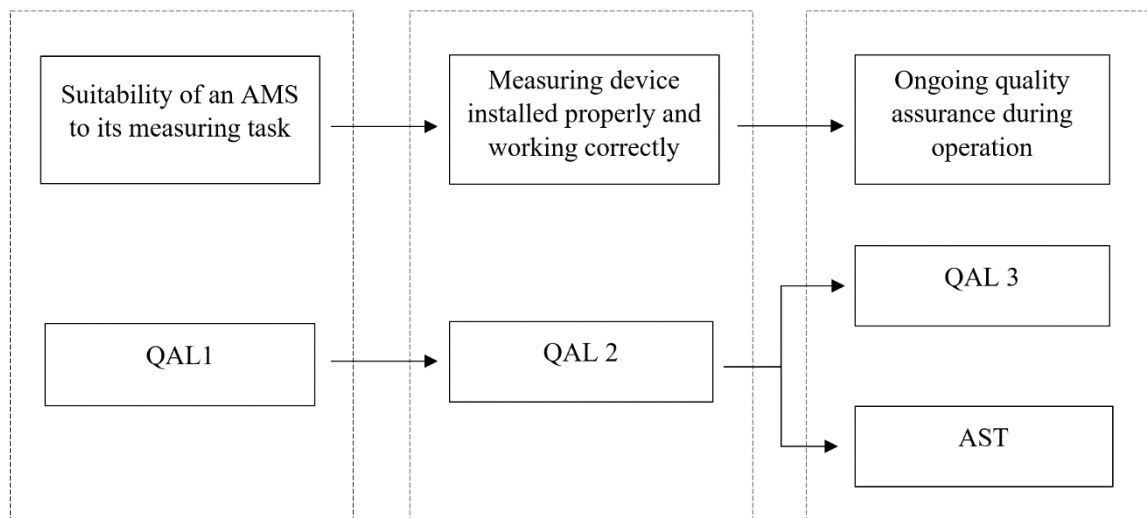 Suitability of an AMS
to its measuring task
Measuring device
installed properly and
working correctly
Ongoing quality
assurance during
operation
QAL1
QAL 2
QAL 3
AST